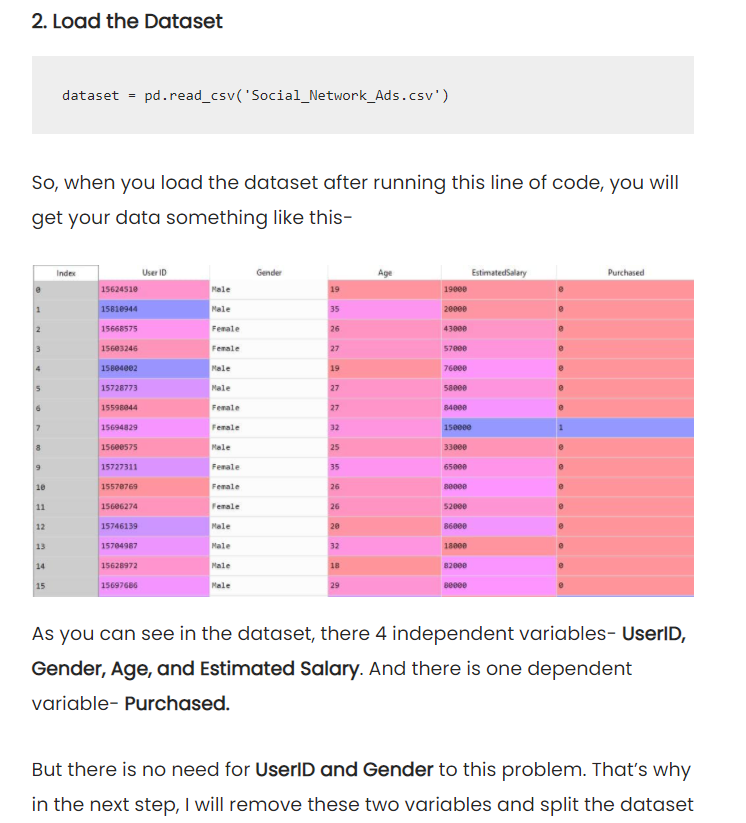 2. Load the Dataset
dataset = pd.read_csv('Social_Network_Ads.csv')
So, when you load the dataset after running this line of code, you will
get your data something like this-
Index User ID Gender Age EstimatedSalary Purchased
0 15624510 Male 19 19000 0
1 15810944 Male 35 20000 0
2 15668575 Female 26 43000 0
3 15603246 Female 27 57000 0
4 15804002 Male 19 76000 0
5 15728773 Male 27 58000 0
6 15598044 Female 27 84000 0
7 15694829 Female 32 150000 1
8 15600575 Male 25 33000 0
9 15727311 Female 35 65000 0
10 15570769 Female 26 80000 0
11 15606274 Female 26 52000 0
12 15746139 Male 20 86000 0
13 15704987 Male 32 18000 0
14 15628972 Male 18 82000 0
15 15697686 Male 29 80000 0
As you can see in the dataset, there 4 independent variables- UserID,
Gender, Age, and Estimated Salary. And there is one dependent
variable- Purchased.
But there is no need for UserID and Gender to this problem. That's why
in the next step, I will remove these two variables and split the dataset